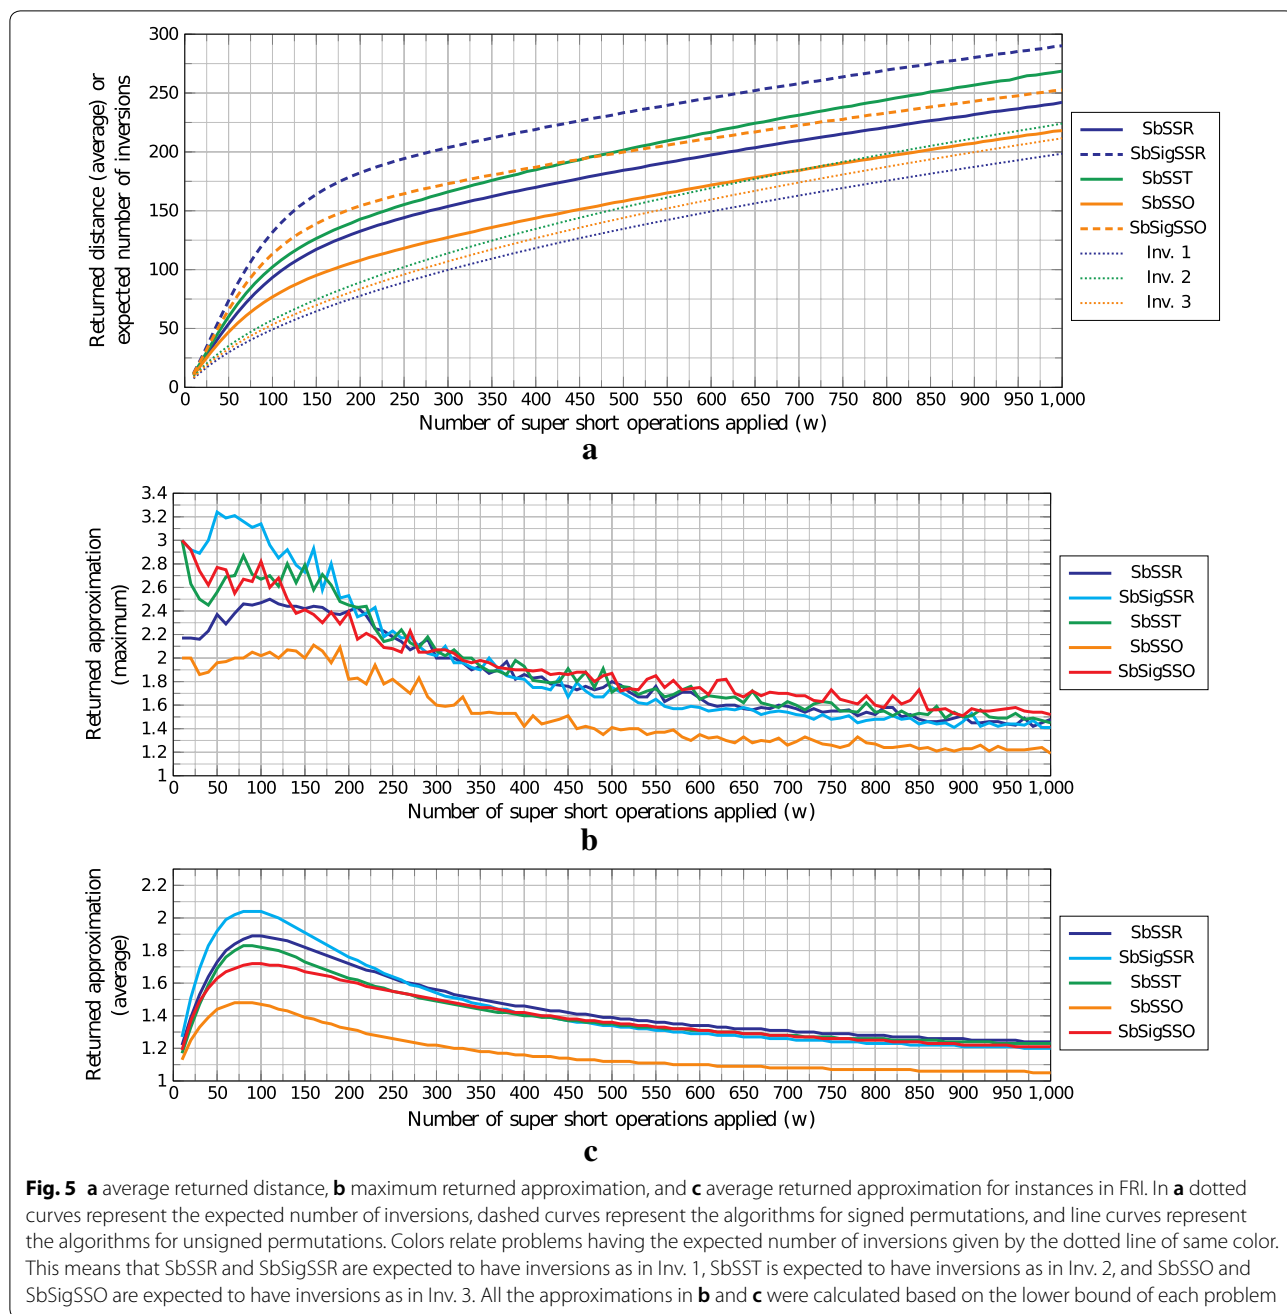 300
250
200
150
100
50
0
Returned distance (average) or
expected number of inversions
0 50 100 150 200 250 300 350 400 450 500 550 600 650 700 750 800 850 900 950 1,000
Number of super short operations applied (w)
SbSSR
SbSigSSR
SbSST
SbSSO
SbSigSSO
Inv. 1
Inv. 2
Inv. 3
a
3.4
3.2
3
2.8
2.6
2.4
2.2
2
1.8
1.6
1.4
1.2
1
Returned approximation
(maximum)
0 50 100 150 200 250 300 350 400 450 500 550 600 650 700 750 800 850 900 950 1,000
Number of super short operations applied (w)
SbSSR
SbSigSSR
SbSST
SbSSO
SbSigSSO
b
2.2
2
1.8
1.6
1.4
1.2
1
Returned approximation
(average)
0 50 100 150 200 250 300 350 400 450 500 550 600 650 700 750 800 850 900 950 1,000
Number of super short operations applied (w)
SbSSR
SbSigSSR
SbSST
SbSSO
SbSigSSO
c
Fig. 5 a average returned distance, b maximum returned approximation, and c average returned approximation for instances in FRI. In a dotted
curves represent the expected number of inversions, dashed curves represent the algorithms for signed permutations, and line curves represent
the algorithms for unsigned permutations. Colors relate problems having the expected number of inversions given by the dotted line of same color.
This means that SbSSR and SbSigSSR are expected to have inversions as in Inv. 1, SbSST is expected to have inversions as in Inv. 2, and SbSSO and
SbSigSSO are expected to have inversions as in Inv. 3. All the approximations in b and c were calculated based on the lower bound of each problem